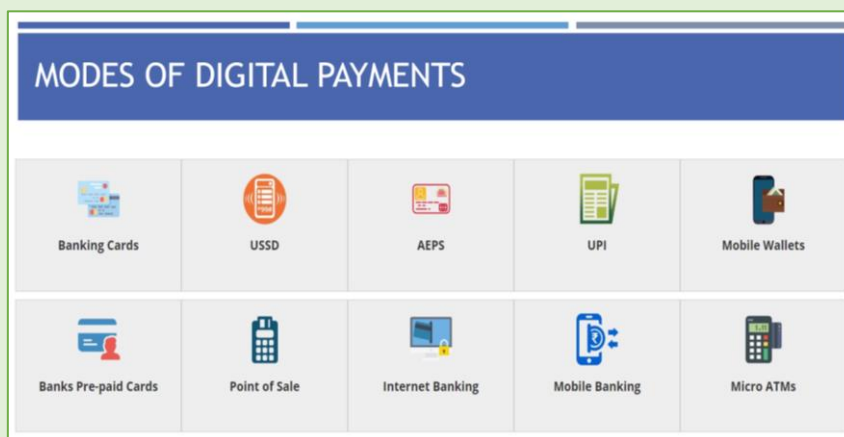 MODES OF DIGITAL PAYMENTS
Banking Cards
USSD
AEPS
UPI
Mobile Wallets
Banks Pre-paid Cards
Point of Sale
Internet Banking
Mobile Banking
Micro ATMs